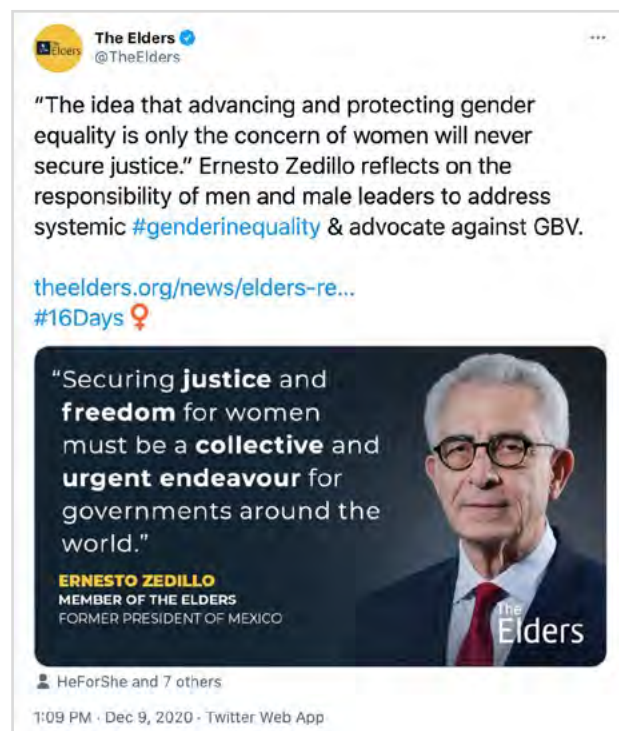 The Elders
@TheElders
“The idea that advancing and protecting gender
equality is only the concern of women will never
secure justice.” Ernesto Zedillo reflects on the
responsibility of men and male leaders to address
systemic #genderinequality & advocate against GBV.
theelders.org/news/elders-re...
#16Days
“Securing justice and
freedom for women
must be a collective and
urgent endeavour for
governments around the
world.”
ERNESTO ZEDILLO
MEMBER OF THE ELDERS
FORMER PRESIDENT OF MEXICO
The
Elders
HeForShe and 7 others
1:09 PM · Dec 9, 2020 · Twitter Web App